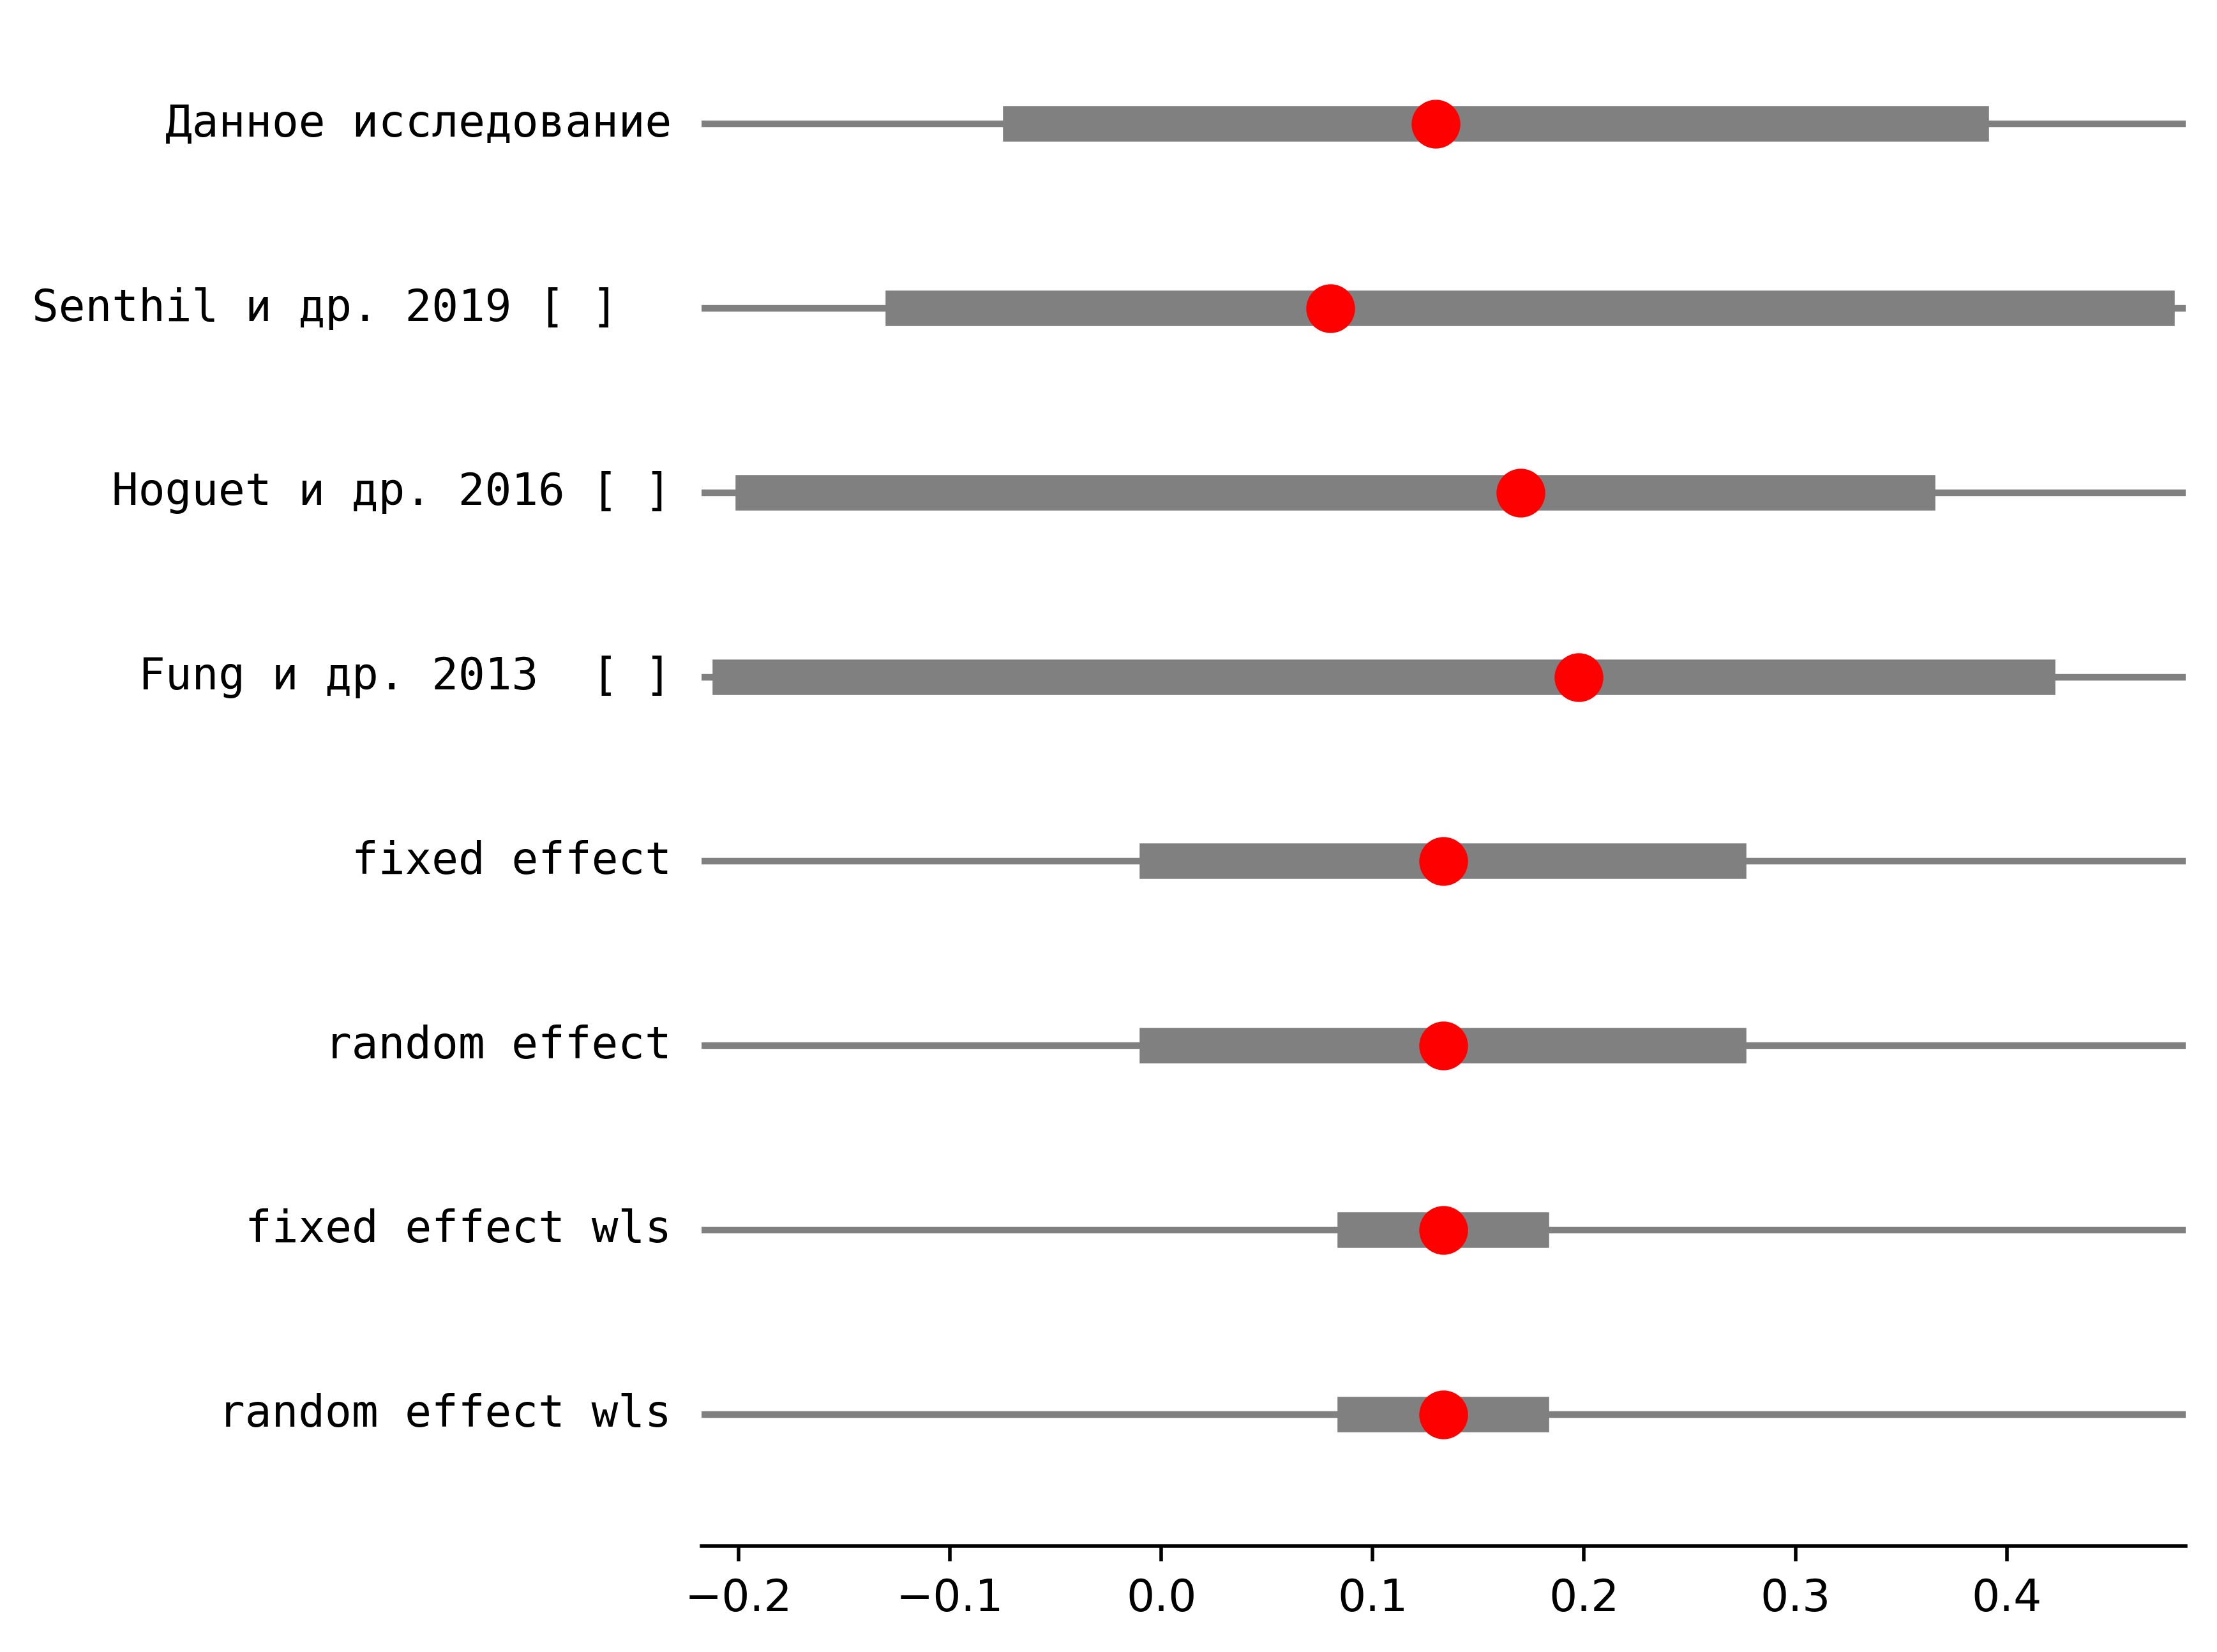 Данное исследование
Senthil и др. 2019 [ ]
Hoguet и др. 2016 [ ]
Fung и др. 2013  [ ]
fixed effect
random effect
fixed effect wls
random effect wls
−0.2 −0.1 0.0 0.1 0.2 0.3 0.4